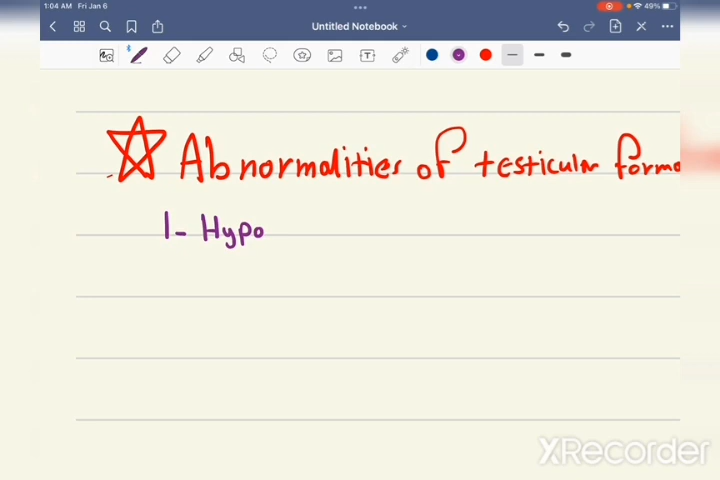 1:04 AM Fri Jan 6
49%
Untitled Notebook
Abnormalities of testicular forma
1- Hypo
XRecorder